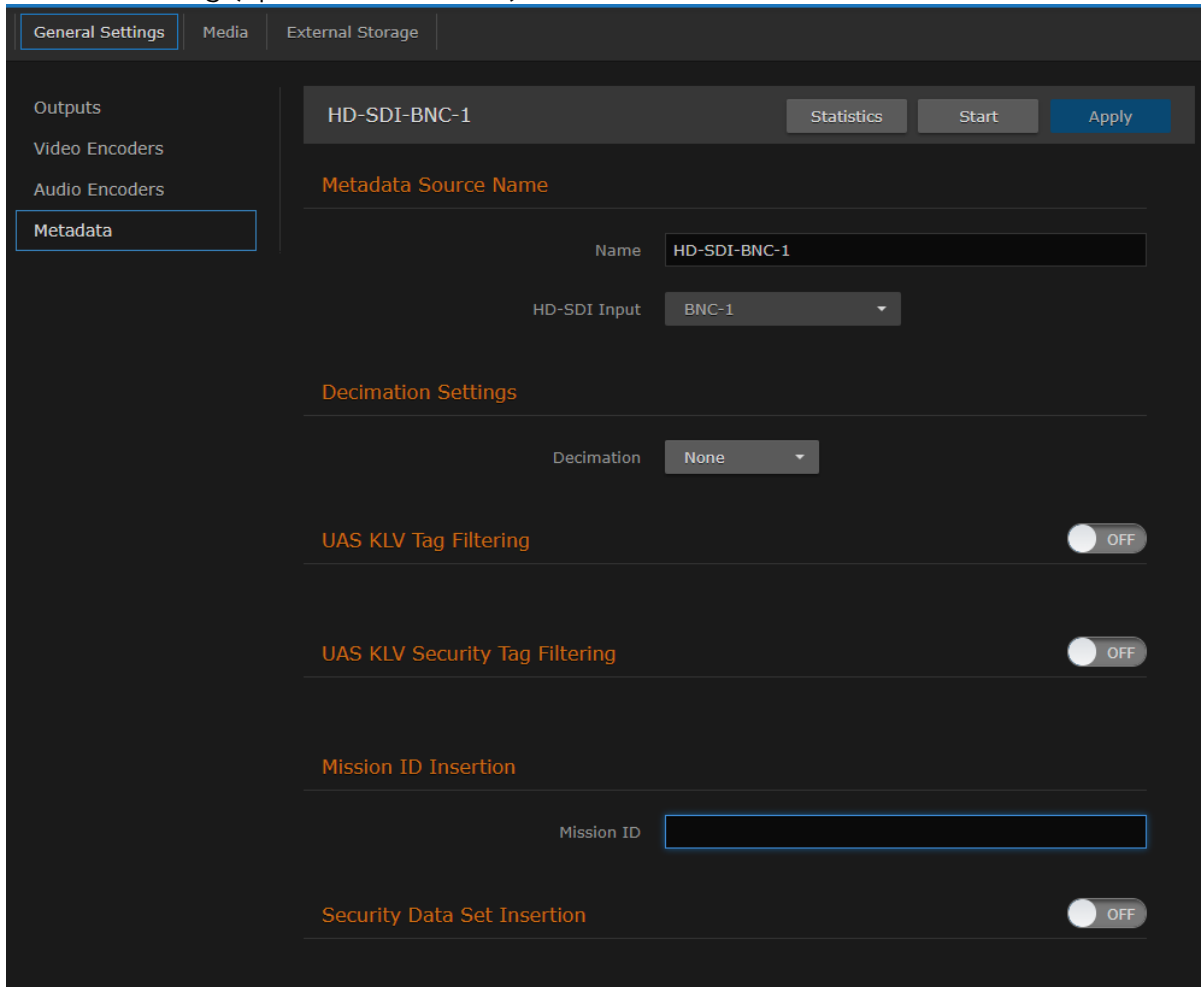 General Settings Media External Storage
Outputs
Video Encoders
Audio Encoders
Metadata
HD-SDI-BNC-1 Statistics Start Apply
Metadata Source Name
Name HD-SDI-BNC-1
HD-SDI Input BNC-1
Decimation Settings
Decimation None
UAS KLV Tag Filtering OFF
UAS KLV Security Tag Filtering OFF
Mission ID Insertion
Mission ID
Security Data Set Insertion OFF